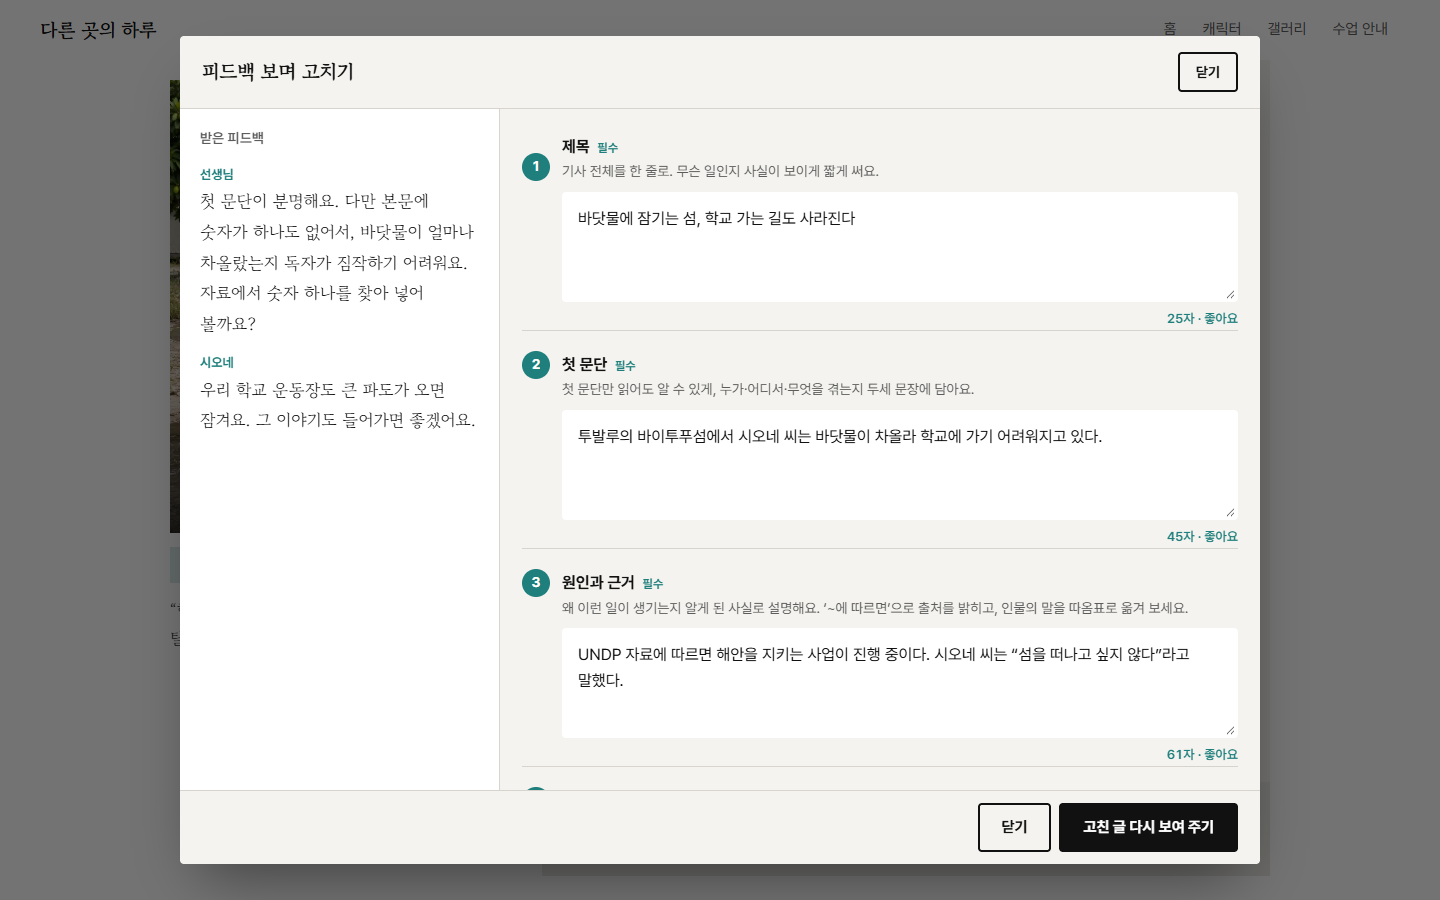 다른 곳의 하루
홈 캐릭터 갤러리 수업 안내
피드백 보며 고치기
닫기
받은 피드백
선생님
첫 문단이 분명해요. 다만 본문에
숫자가 하나도 없어서, 바닷물이 얼마나
차올랐는지 독자가 짐작하기 어려워요.
자료에서 숫자 하나를 찾아 넣어
볼까요?
시오네
우리 학교 운동장도 큰 파도가 오면
잠겨요. 그 이야기도 들어가면 좋겠어요.
1
제목 필수
기사 전체를 한 줄로. 무슨 일인지 사실이 보이게 짧게 써요.
바닷물에 잠기는 섬, 학교 가는 길도 사라진다
25자 · 좋아요
2
첫 문단 필수
첫 문단만 읽어도 알 수 있게, 누가·어디서·무엇을 겪는지 두세 문장에 담아요.
투발루의 바이투푸섬에서 시오네 씨는 바닷물이 차올라 학교에 가기 어려워지고 있다.
45자 · 좋아요
3
원인과 근거 필수
왜 이런 일이 생기는지 알게 된 사실로 설명해요. ‘~에 따르면’으로 출처를 밝히고, 인물의 말을 따옴표로 옮겨 보세요.
UNDP 자료에 따르면 해안을 지키는 사업이 진행 중이다. 시오네 씨는 “섬을 떠나고 싶지 않다”라고
말했다.
61자 · 좋아요
닫기
고친 글 다시 보여 주기